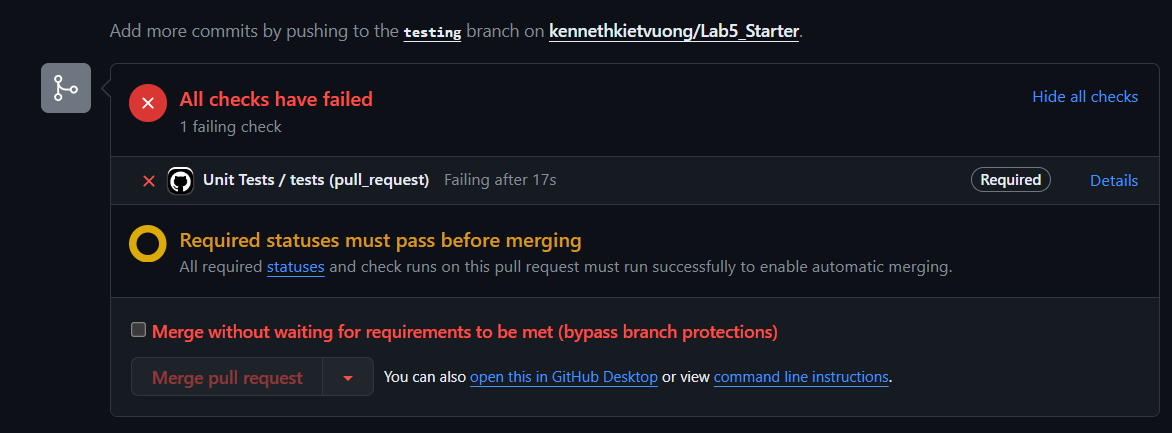 Add more commits by pushing to the testing branch on kennethkietvuong/Lab5_Starter.
All checks have failed
Hide all checks
1 failing check
Unit Tests / tests (pull_request) Failing after 17s Required Details
Required statuses must pass before merging
All required statuses and check runs on this pull request must run successfully to enable automatic merging.
Merge without waiting for requirements to be met (bypass branch protections)
Merge pull request You can also open this in GitHub Desktop or view command line instructions.